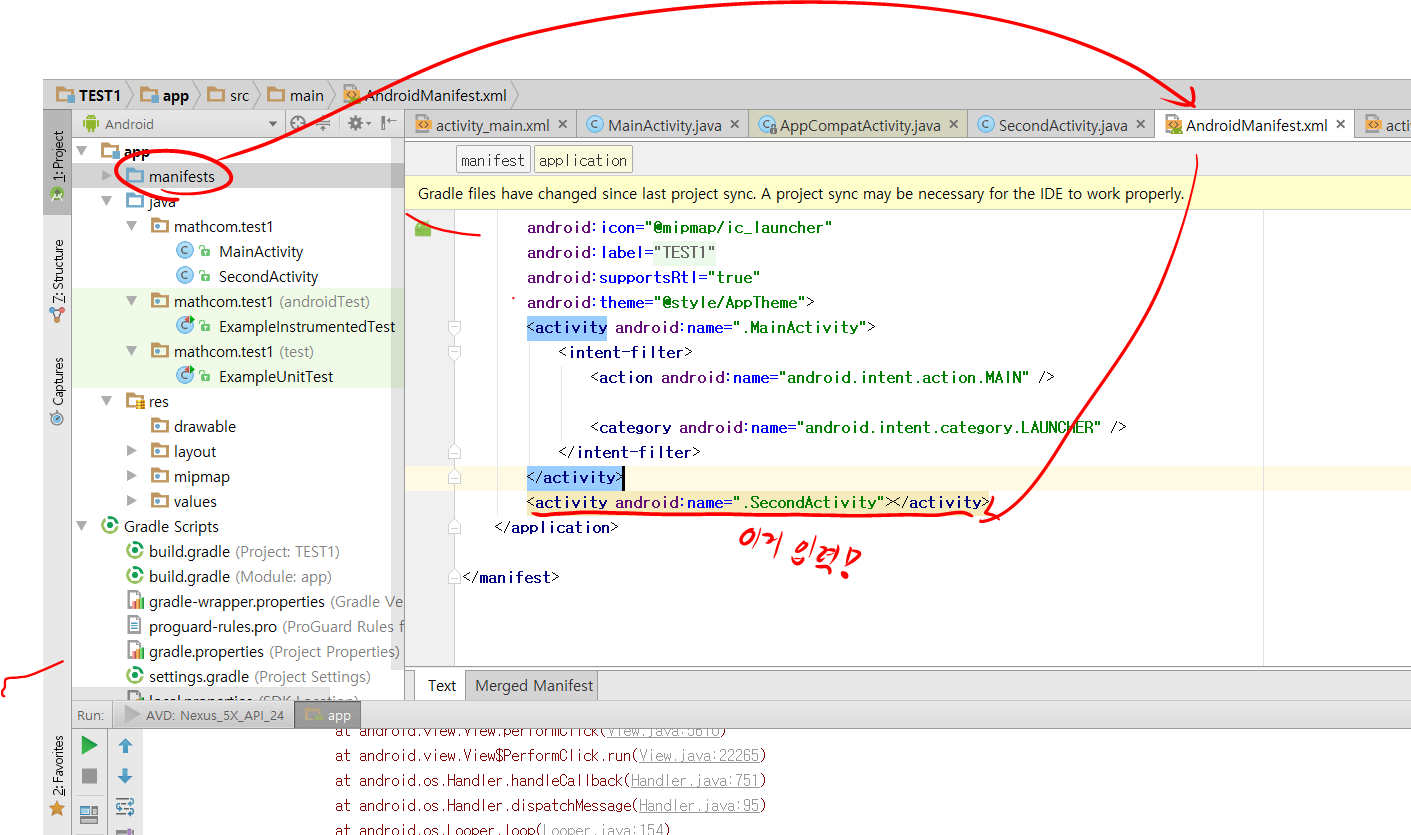 TEST1 app src main AndroidManifest.xml
1: Project
7: Structure
Captures
2: Favorites
Android
app
manifests
java
mathcom.test1
MainActivity
SecondActivity
mathcom.test1 (androidTest)
ExampleInstrumentedTest
mathcom.test1 (test)
ExampleUnitTest
res
drawable
layout
mipmap
values
Gradle Scripts
build.gradle (Project: TEST1)
build.gradle (Module: app)
gradle-wrapper.properties (Gradle Ve
proguard-rules.pro (ProGuard Rules f
gradle.properties (Project Properties)
settings.gradle (Project Settings)
local.properties (SDK Location)
activity_main.xml MainActivity.java AppCompatActivity.java SecondActivity.java AndroidManifest.xml acti
manifest application
Gradle files have changed since last project sync. A project sync may be necessary for the IDE to work properly.
android:icon="@mipmap/ic_launcher"
android:label="TEST1"
android:supportsRtl="true"
android:theme="@style/AppTheme">
<activity android:name=".MainActivity">
<intent-filter>
<action android:name="android.intent.action.MAIN" />
<category android:name="android.intent.category.LAUNCHER" />
</intent-filter>
</activity>
<activity android:name=".SecondActivity"></activity>
</application>
</manifest>
Text Merged Manifest
Run: AVD: Nexus_5X_API_24 app
at android.view.View.performClick(View.java:5610)
at android.view.View$PerformClick.run(View.java:22265)
at android.os.Handler.handleCallback(Handler.java:751)
at android.os.Handler.dispatchMessage(Handler.java:95)
at android.os.Looper.loop(Looper.java:154)